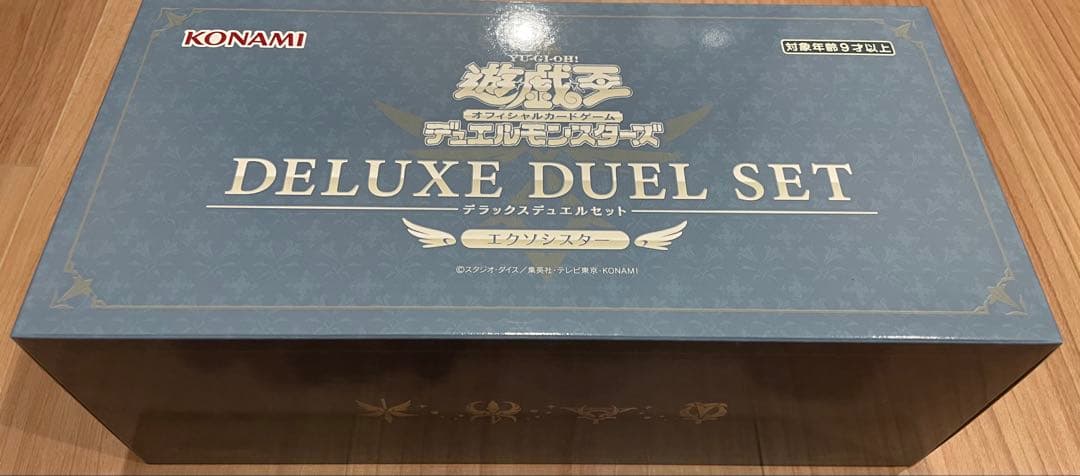 KONAMI
対象年齢9才以上
YU-GI-OH!
遊戯王
オフィシャルカードゲーム
デュエルモンスターズ
DELUXE DUEL SET
デラックスデュエルセット
エクソシスター
©スタジオ・ダイス/集英社・テレビ東京・KONAMI